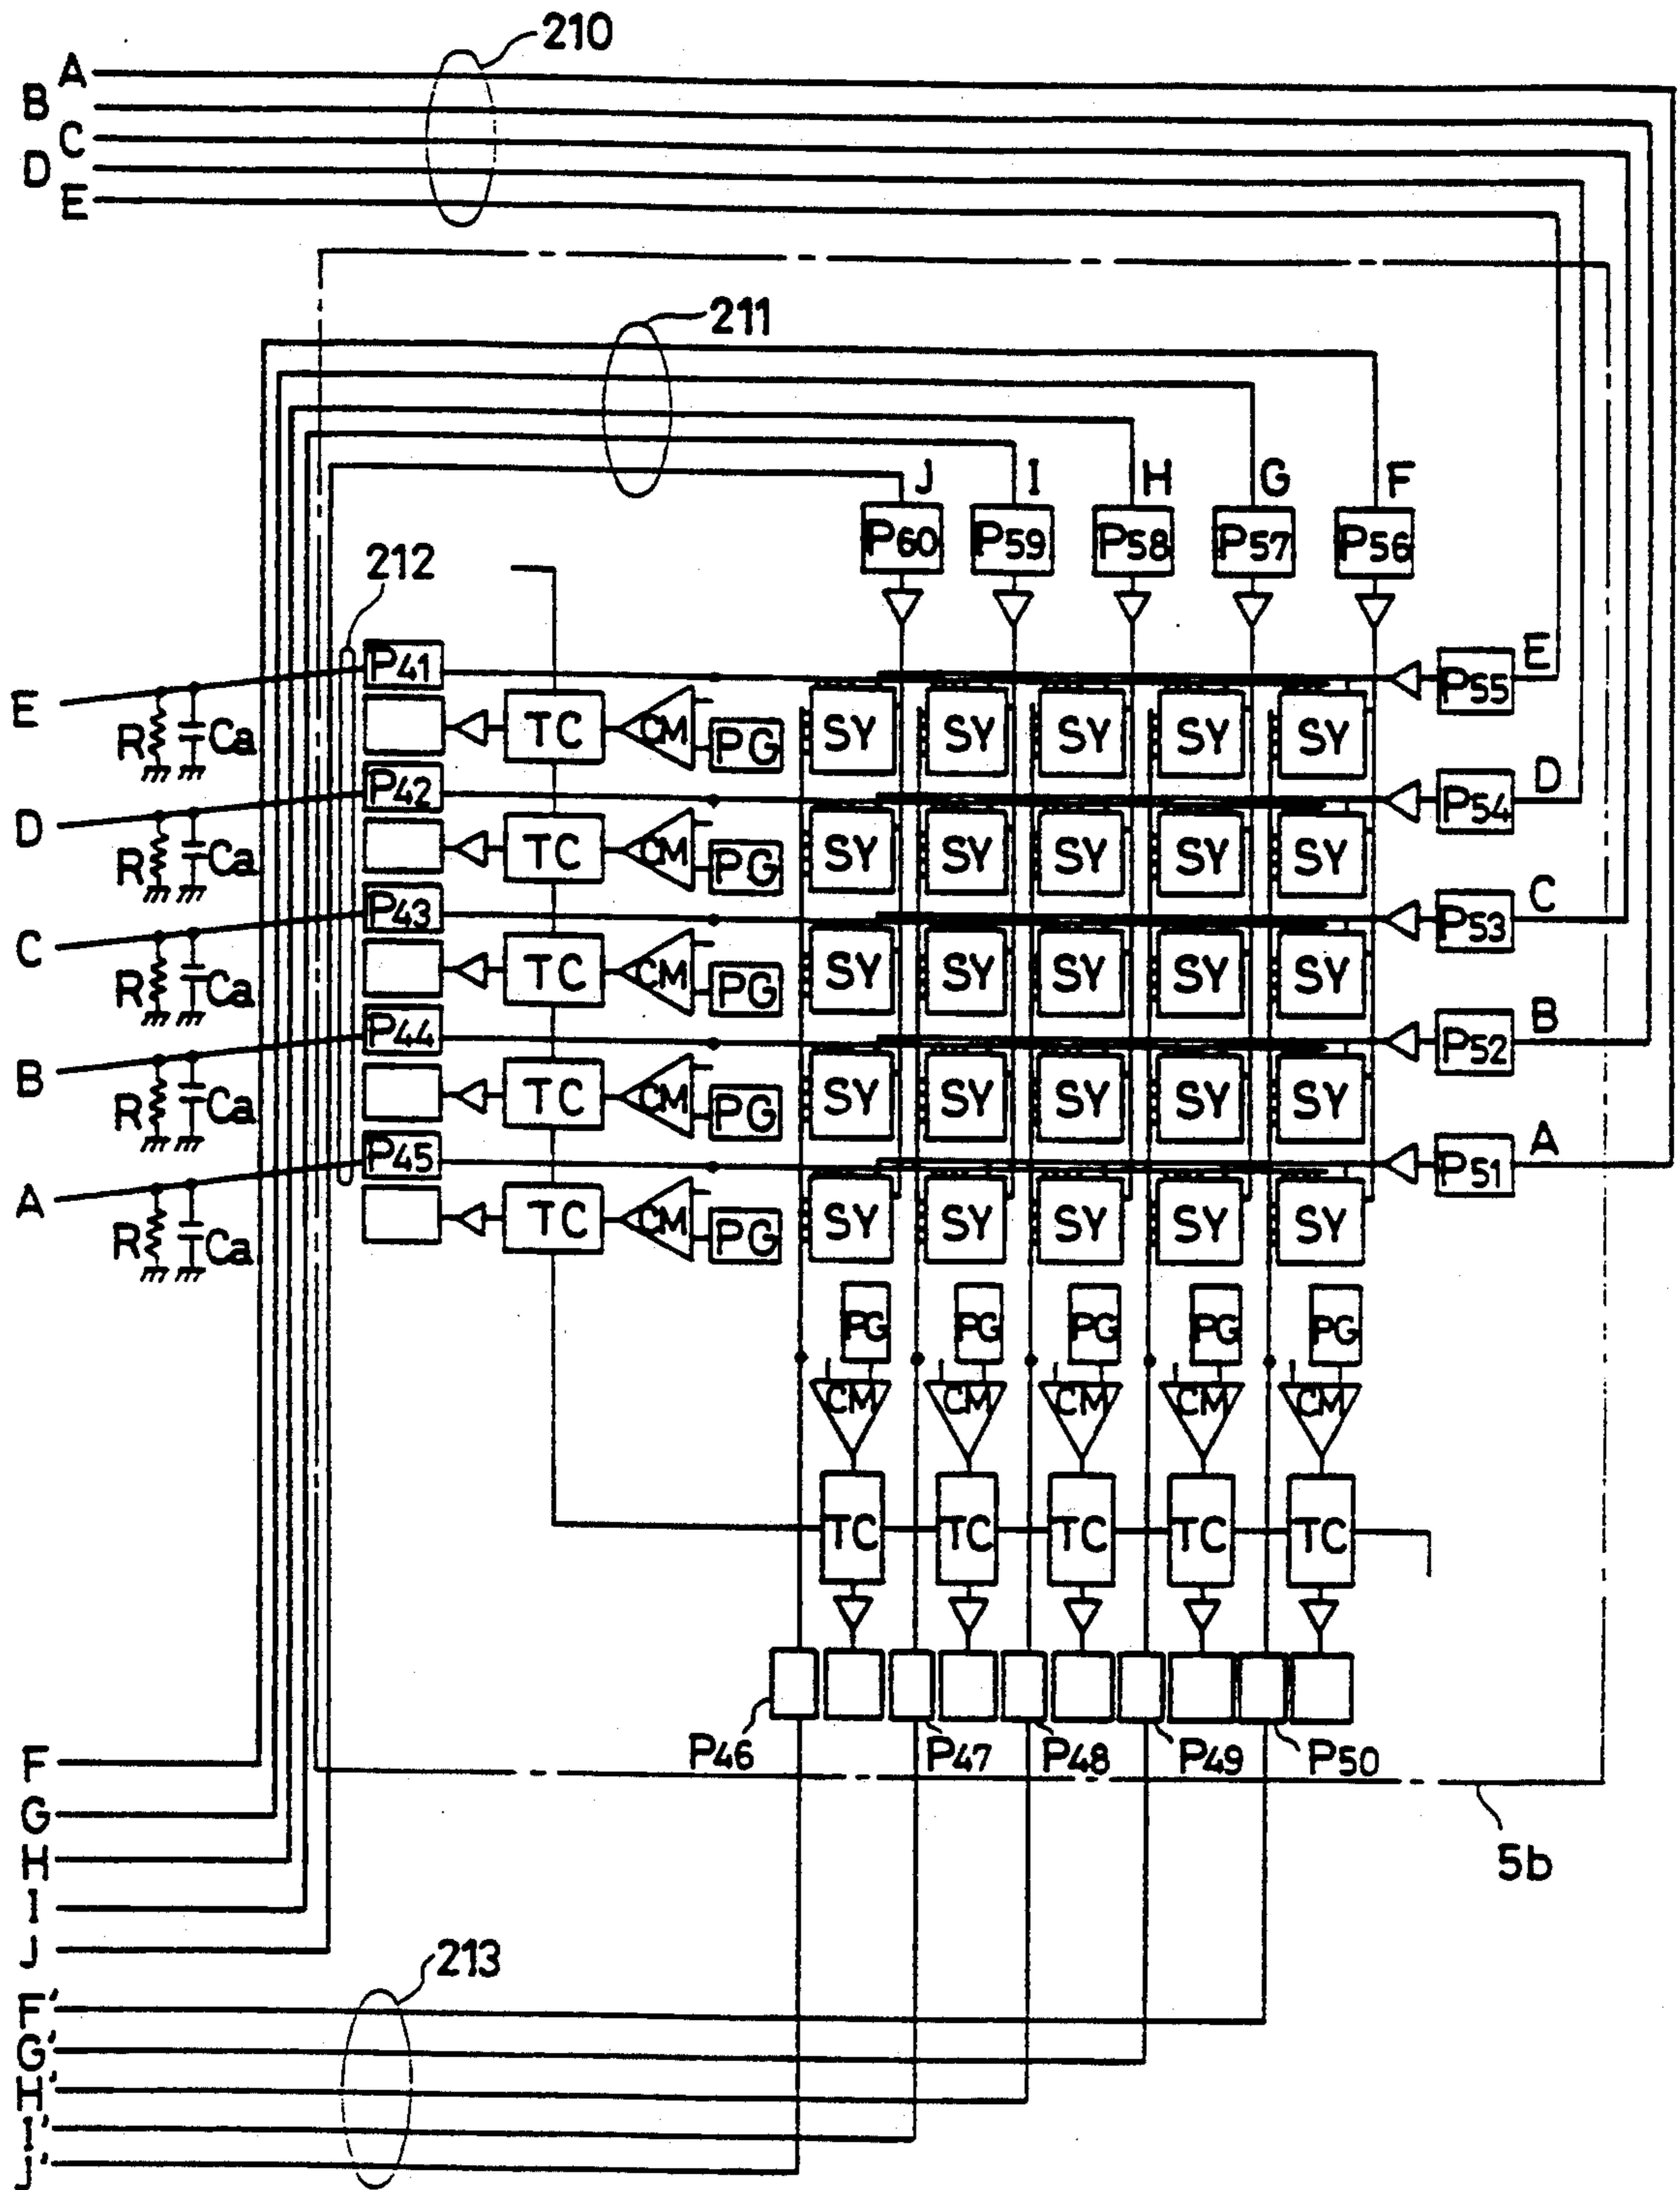 210
A
B
C
D
E
211
J I H G F
P60 P59 P58 P57 P56
212
P41 P55 E
E R Ca TC CM PG SY SY SY SY SY
P42 P54 D
D R Ca TC CM PG SY SY SY SY SY
P43 P53 C
C R Ca TC CM PG SY SY SY SY SY
P44 P52 B
B R Ca TC CM PG SY SY SY SY SY
P45 P51 A
A R Ca TC CM PG SY SY SY SY SY
PG PG PG PG PG
CM CM CM CM CM
TC TC TC TC TC
P46 P47 P48 P49 P50
F
G
H
I
J
5b
213
F'
G'
H'
I'
J'